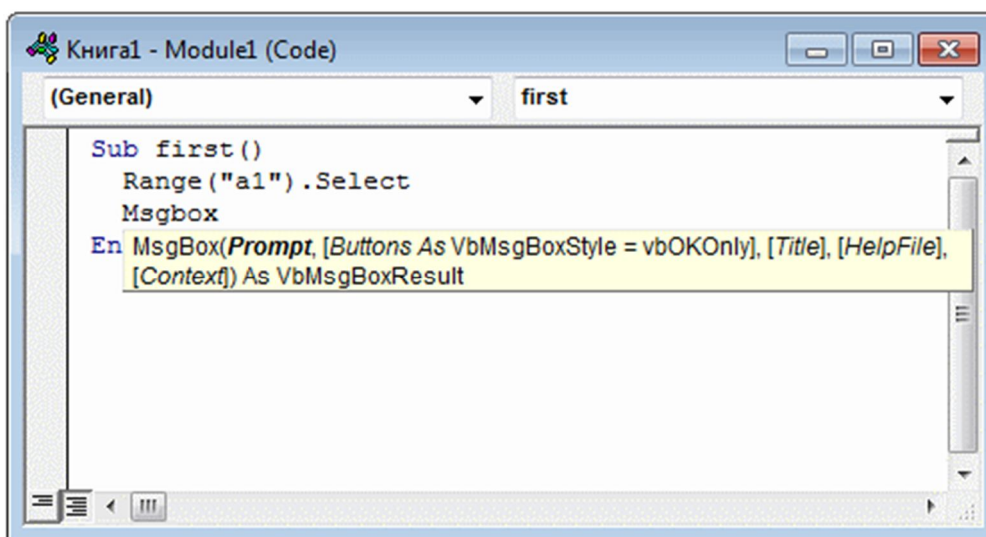 Книга1 - Module1 (Code)
(General) first
Sub first()
Range("a1").Select
Msgbox
En
MsgBox(Prompt, [Buttons As VbMsgBoxStyle = vbOKOnly], [Title], [HelpFile],
[Context]) As VbMsgBoxResult